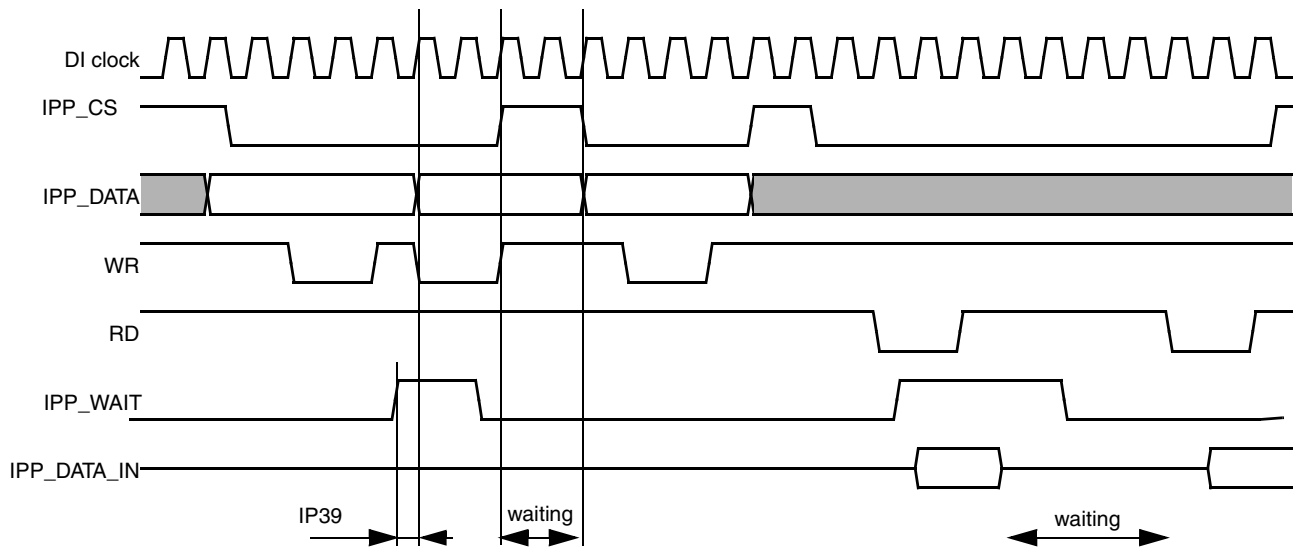 DI clock
IPP_CS
IPP_DATA
WR
RD
IPP_WAIT
IPP_DATA_IN
IP39
waiting
waiting